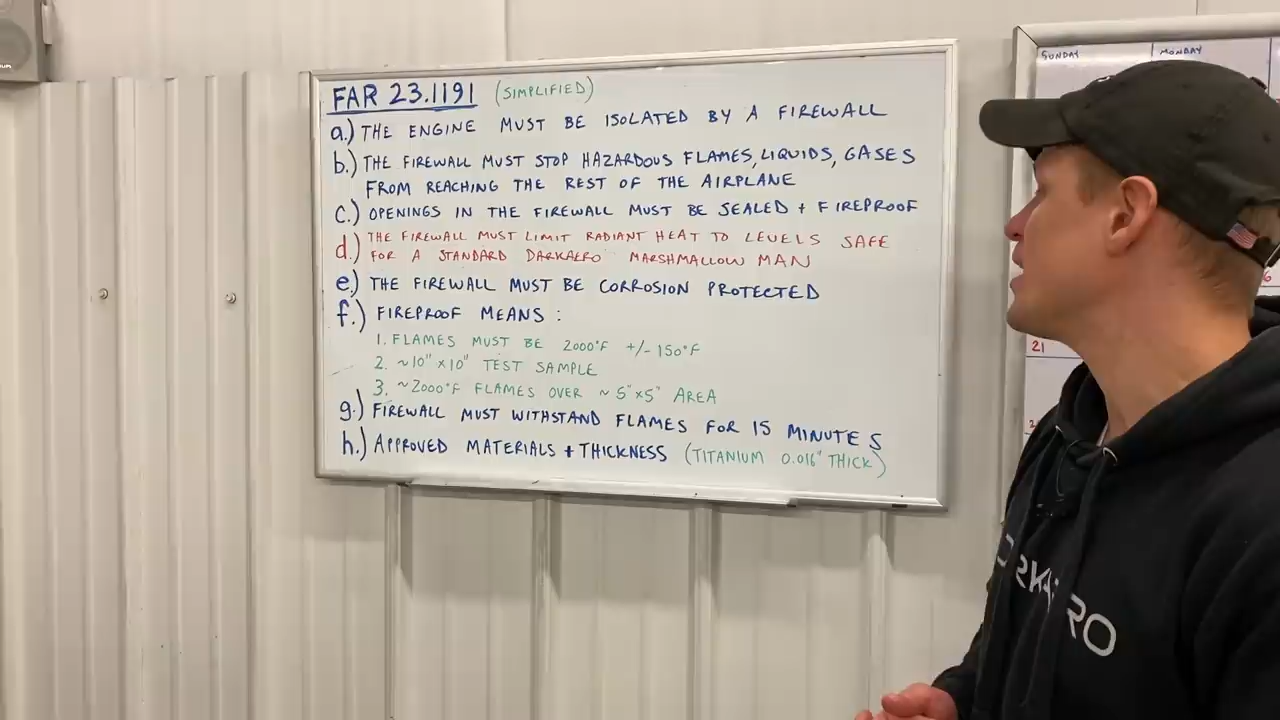 FAR 23.1191 (SIMPLIFIED)
a.) THE ENGINE MUST BE ISOLATED BY A FIREWALL
b.) THE FIREWALL MUST STOP HAZARDOUS FLAMES, LIQUIDS, GASES
FROM REACHING THE REST OF THE AIRPLANE
c.) OPENINGS IN THE FIREWALL MUST BE SEALED + FIREPROOF
d.) THE FIREWALL MUST LIMIT RADIANT HEAT TO LEVELS SAFE
FOR A STANDARD DARKAERO MARSHMALLOW MAN
e.) THE FIREWALL MUST BE CORROSION PROTECTED
f.) FIREPROOF MEANS :
1. FLAMES MUST BE 2000°F +/- 150°F
2. ~10" x10" TEST SAMPLE
3. ~2000°F FLAMES OVER ~ 5"x5" AREA
g.) FIREWALL MUST WITHSTAND FLAMES FOR 15 MINUTES
h.) APPROVED MATERIALS + THICKNESS (TITANIUM 0.016" THICK)
SUNDAY
MONDAY
21